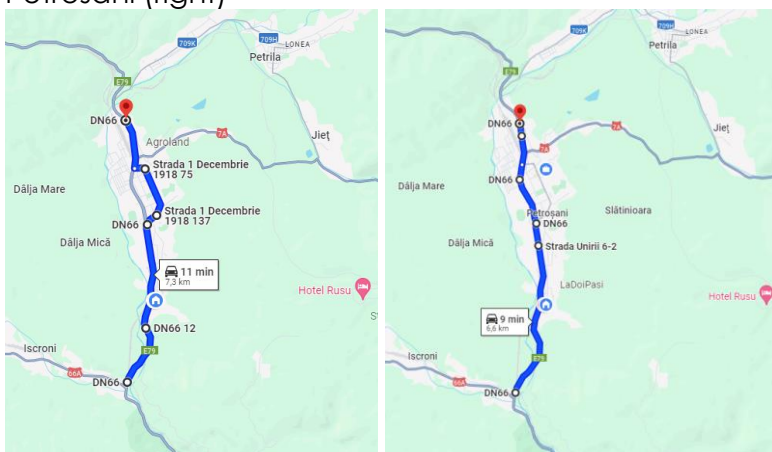 Petroșani (right)
709K
709H
LONEA
Petrila
E79
DN66
Agroland
7A
Jieț
Strada 1 Decembrie
1918 75
Dâlja Mare
Strada 1 Decembrie
1918 137
DN66
Dâlja Mică
11 min
7,3 km
Hotel Rusu
DN66 12
Iscroni
E79
66A
DN66
709K
709H
LONEA
Petrila
E79
DN66
7A
Jieț
DN66
Dâlja Mare
Slătinioara
Petroșani
DN66
Dâlja Mică
Strada Unirii 6-2
LaDoiPasi
Hotel Rusu
9 min
6,6 km
Iscroni
E79
66A
DN66